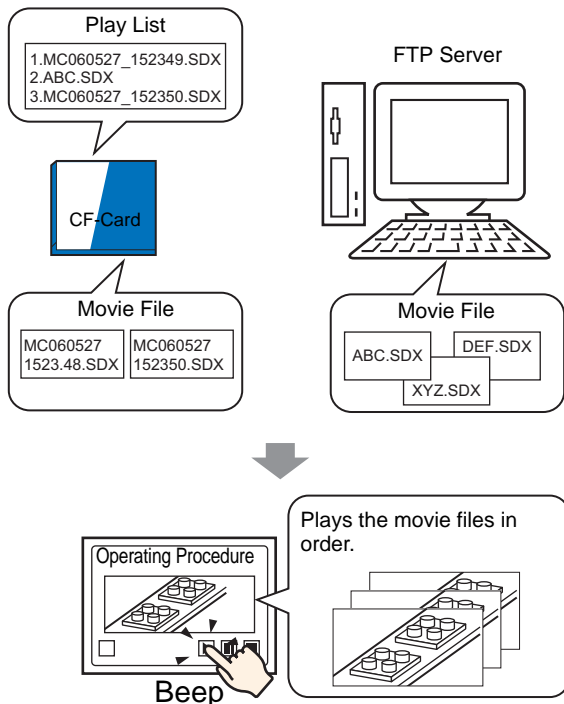 Play List
1.MC060527_152349.SDX
2.ABC.SDX
3.MC060527_152350.SDX
FTP Server
CF-Card
Movie File
MC060527
1523.48.SDX
MC060527
152350.SDX
Movie File
ABC.SDX
DEF.SDX
XYZ.SDX
Operating Procedure
Beep
Plays the movie files in
order.